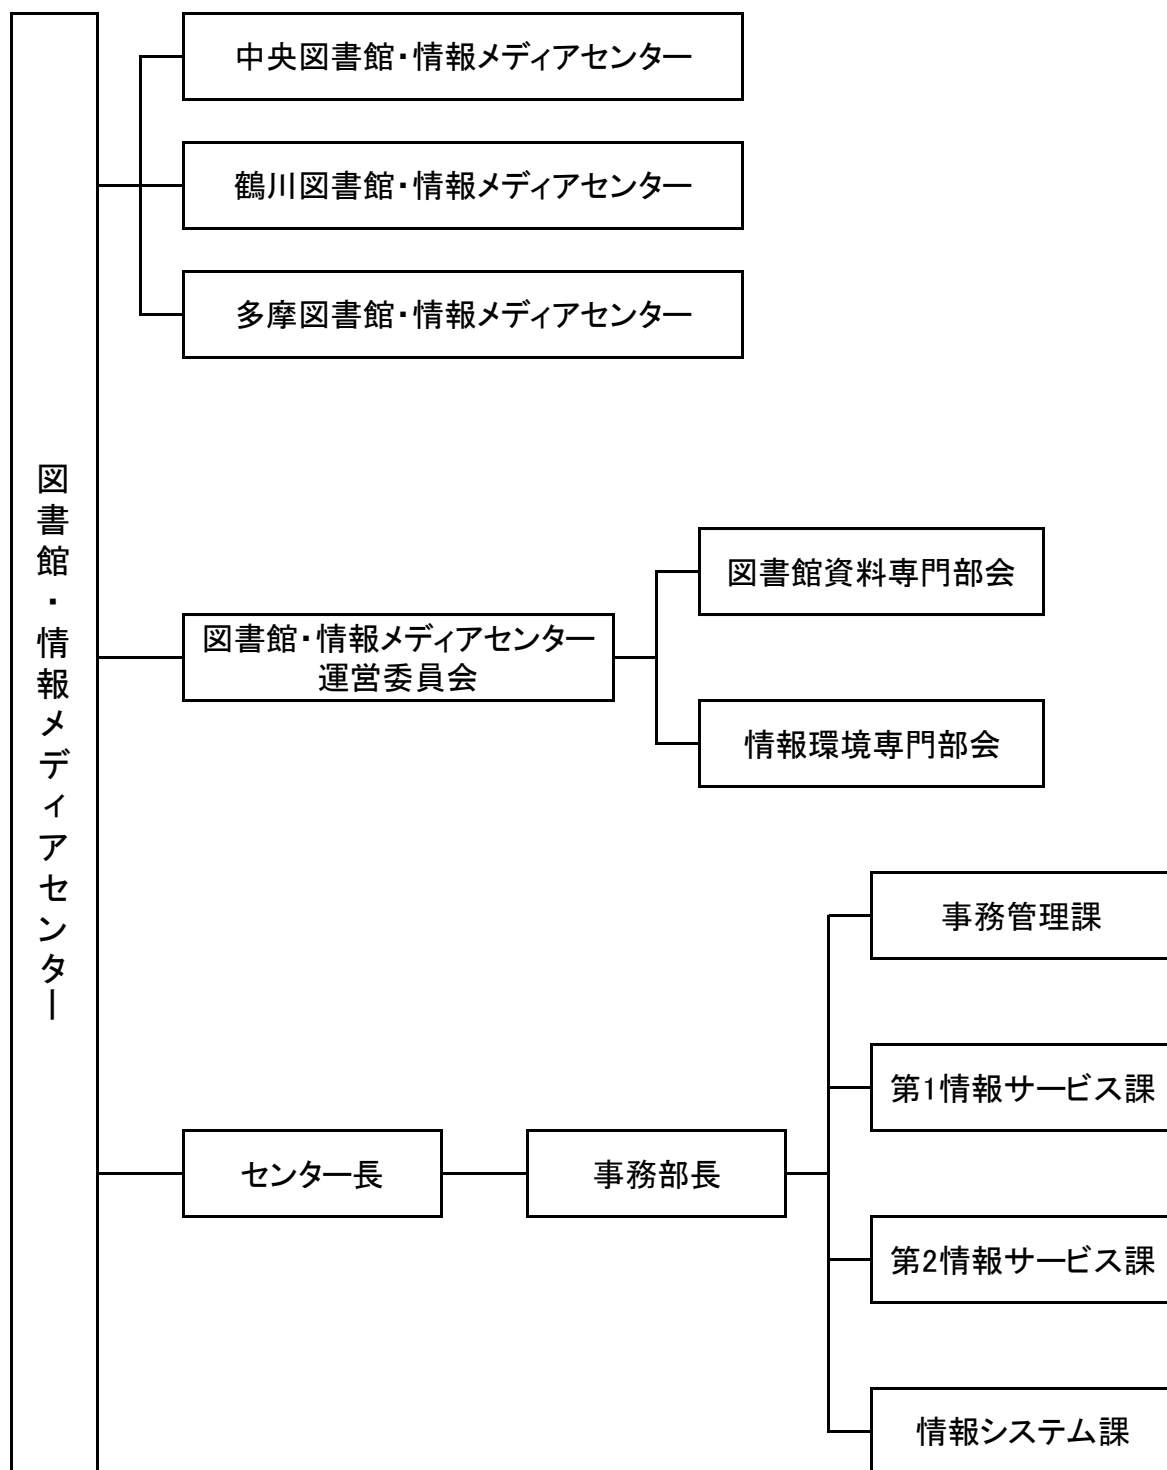 図書館・情報メディアセンター
中央図書館・情報メディアセンター
鶴川図書館・情報メディアセンター
多摩図書館・情報メディアセンター
図書館・情報メディアセンター
運営委員会
図書館資料専門部会
情報環境専門部会
センター長
事務部長
事務管理課
第1情報サービス課
第2情報サービス課
情報システム課